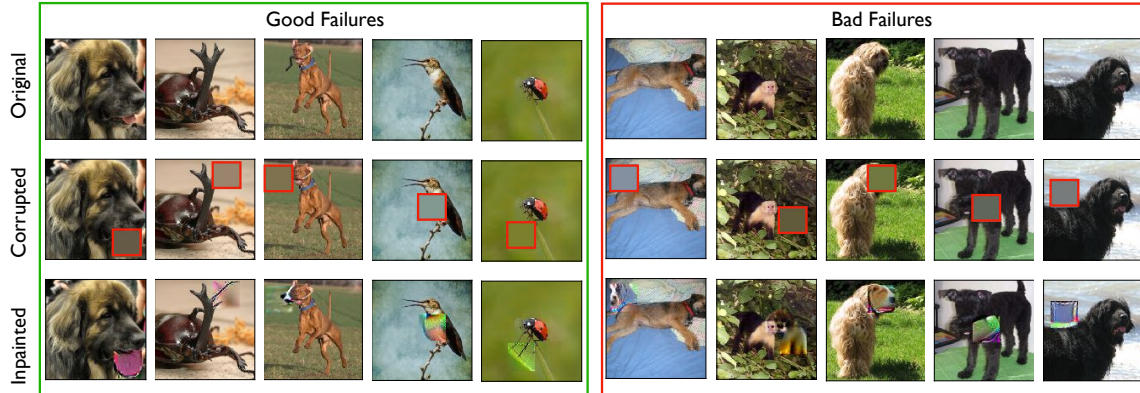 Good Failures
Bad Failures
Original
Corrupted
Inpainted